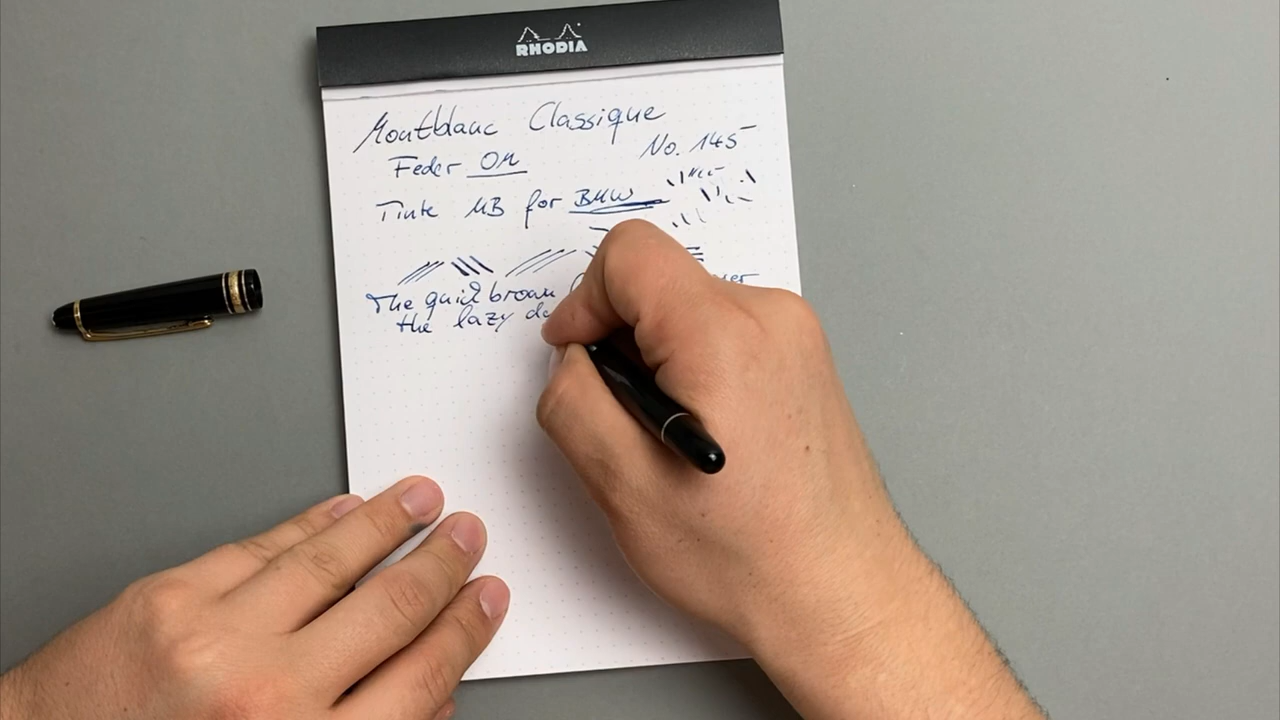 RHODIA
Montblanc Classique
No. 145
Feder OM
Tinte MB for BMW
The quick brown
the lazy